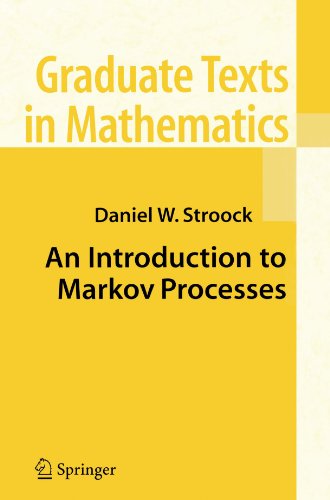 Graduate Texts
in Mathematics
Daniel W. Stroock
An Introduction to
Markov Processes
Springer